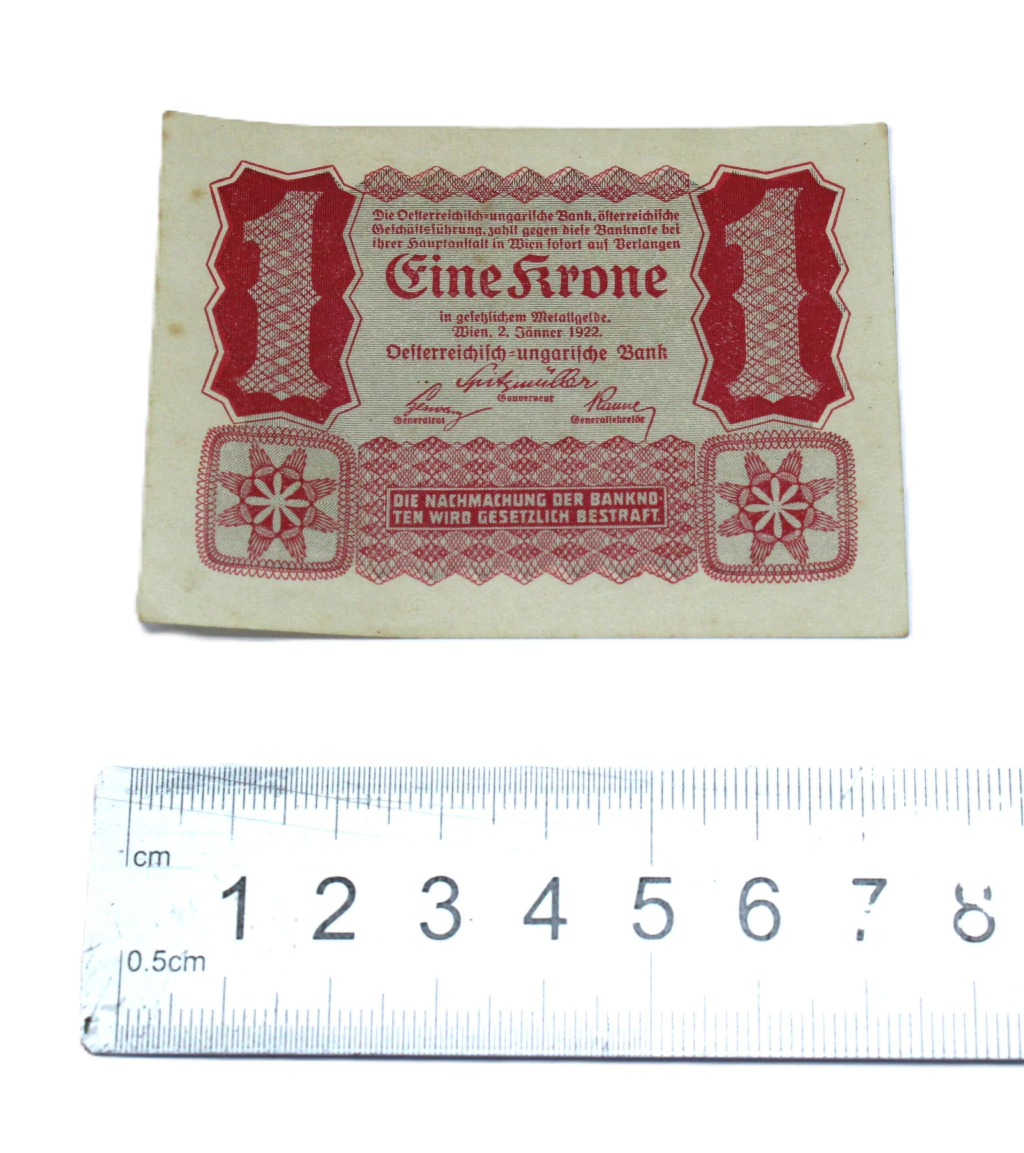 1
1
Die Oesterreichisch-ungarische Bank, österreichische
Geschäftsführung, zahlt gegen diese Banknote bei
ihrer Hauptanstalt in Wien sofort auf Verlangen
Eine Krone
in gesetzlichem Metallgelde.
Wien, 2. Jänner 1922.
Oesterreichisch-ungarische Bank
Spitzmüller
Gouverneur
Generalrat
Generalsekretär
DIE NACHMACHUNG DER BANKNO-
TEN WIRD GESETZLICH BESTRAFT.
cm
1 2 3 4 5 6 7 8
0.5cm